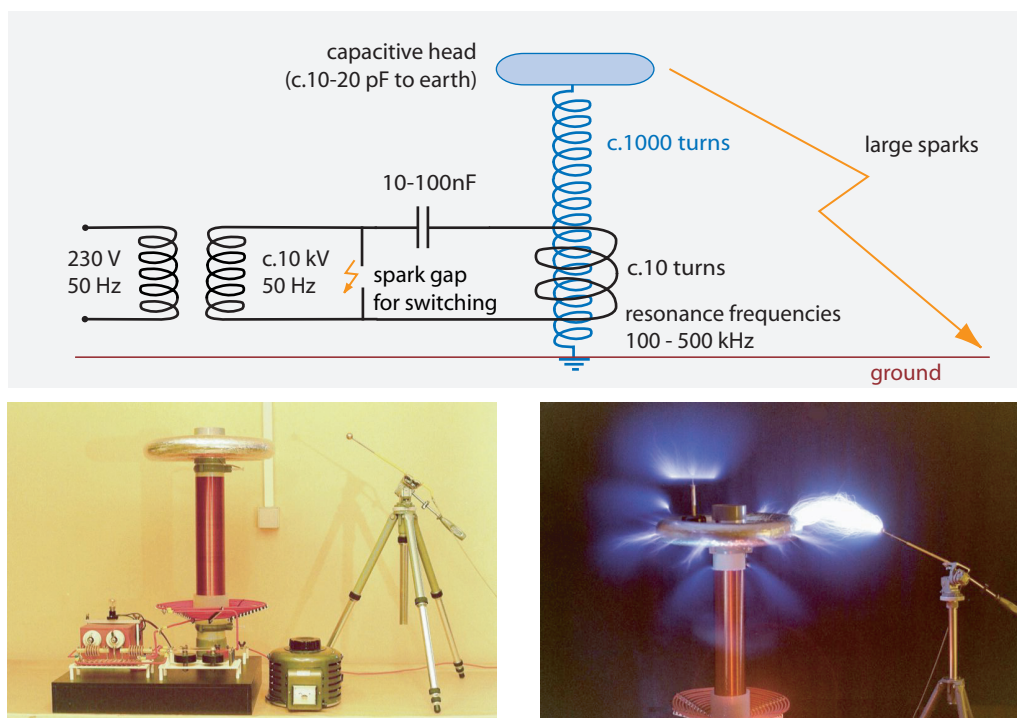 capacitive head
(c.10-20 pF to earth)
c.1000 turns
large sparks
10-100nF
230 V
50 Hz
c.10 kV
50 Hz
spark gap
for switching
c.10 turns
resonance frequencies
100 - 500 kHz
ground